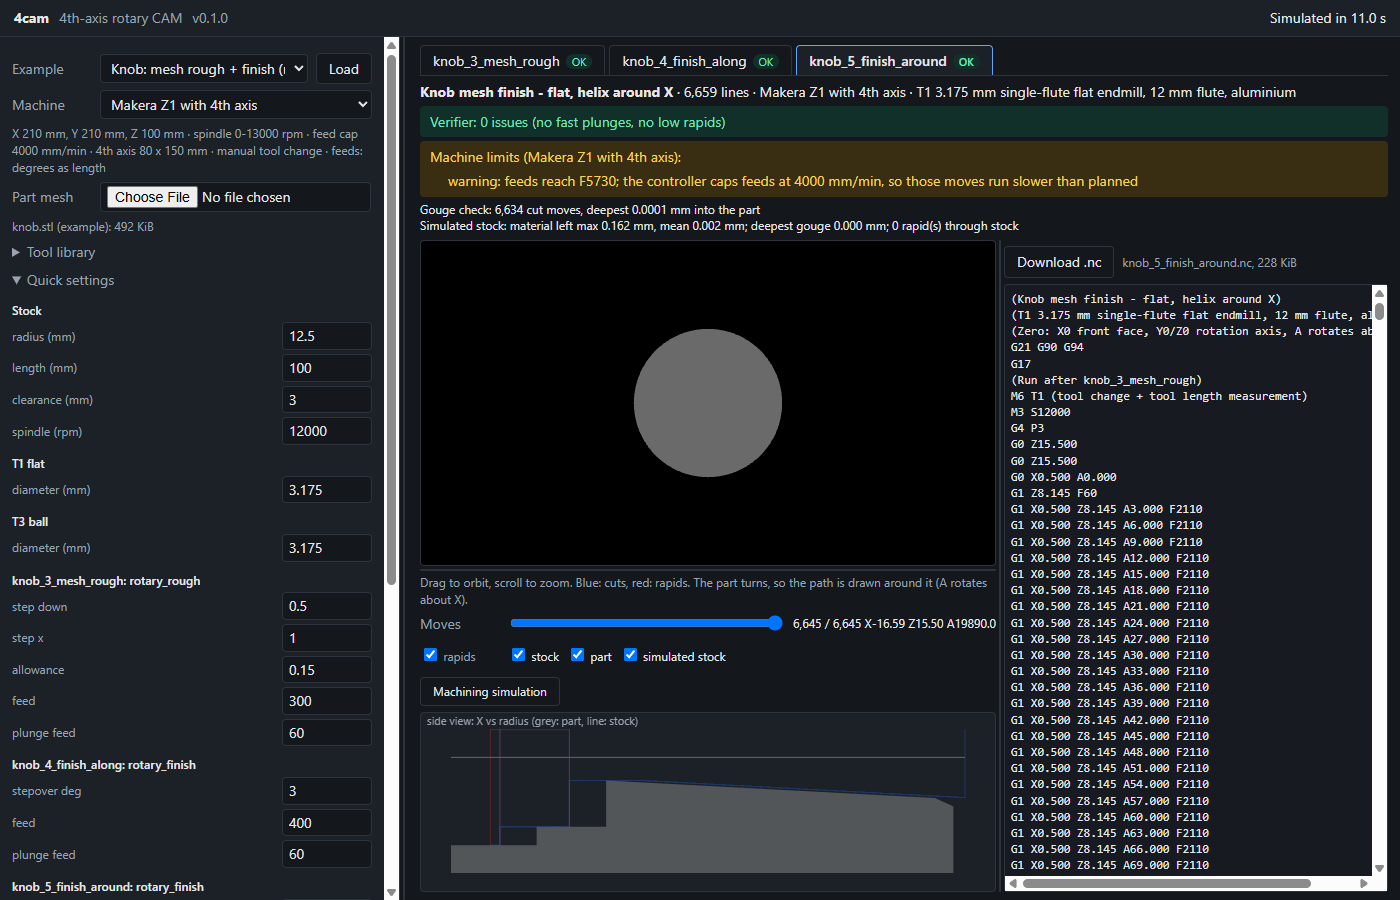 4cam 4th-axis rotary CAM v0.1.0
Simulated in 11.0 s
Example Knob: mesh rough + finish (r Load
Machine Makera Z1 with 4th axis
X 210 mm, Y 210 mm, Z 100 mm · spindle 0-13000 rpm · feed cap
4000 mm/min · 4th axis 80 x 150 mm · manual tool change · feeds:
degrees as length
Part mesh Choose File No file chosen
knob.stl (example): 492 KiB
▶ Tool library
▼ Quick settings
Stock
radius (mm) 12.5
length (mm) 100
clearance (mm) 3
spindle (rpm) 12000
T1 flat
diameter (mm) 3.175
T3 ball
diameter (mm) 3.175
knob_3_mesh_rough: rotary_rough
step down 0.5
step x 1
allowance 0.15
feed 300
plunge feed 60
knob_4_finish_along: rotary_finish
stepover deg 3
feed 400
plunge feed 60
knob_5_finish_around: rotary_finish
knob_3_mesh_rough OK
knob_4_finish_along OK
knob_5_finish_around OK
Knob mesh finish - flat, helix around X · 6,659 lines · Makera Z1 with 4th axis · T1 3.175 mm single-flute flat endmill, 12 mm flute, aluminium
Verifier: 0 issues (no fast plunges, no low rapids)
Machine limits (Makera Z1 with 4th axis):
warning: feeds reach F5730; the controller caps feeds at 4000 mm/min, so those moves run slower than planned
Gouge check: 6,634 cut moves, deepest 0.0001 mm into the part
Simulated stock: material left max 0.162 mm, mean 0.002 mm; deepest gouge 0.000 mm; 0 rapid(s) through stock
Drag to orbit, scroll to zoom. Blue: cuts, red: rapids. The part turns, so the path is drawn around it (A rotates
about X).
Moves 6,645 / 6,645 X-16.59 Z15.50 A19890.0
rapids stock part simulated stock
Machining simulation
side view: X vs radius (grey: part, line: stock)
Download .nc knob_5_finish_around.nc, 228 KiB
(Knob mesh finish - flat, helix around X)
(T1 3.175 mm single-flute flat endmill, 12 mm flute, al
(Zero: X0 front face, Y0/Z0 rotation axis, A rotates ab
G21 G90 G94
G17
(Run after knob_3_mesh_rough)
M6 T1 (tool change + tool length measurement)
M3 S12000
G4 P3
G0 Z15.500
G0 Z15.500
G0 X0.500 A0.000
G1 Z8.145 F60
G1 X0.500 Z8.145 A3.000 F2110
G1 X0.500 Z8.145 A6.000 F2110
G1 X0.500 Z8.145 A9.000 F2110
G1 X0.500 Z8.145 A12.000 F2110
G1 X0.500 Z8.145 A15.000 F2110
G1 X0.500 Z8.145 A18.000 F2110
G1 X0.500 Z8.145 A21.000 F2110
G1 X0.500 Z8.145 A24.000 F2110
G1 X0.500 Z8.145 A27.000 F2110
G1 X0.500 Z8.145 A30.000 F2110
G1 X0.500 Z8.145 A33.000 F2110
G1 X0.500 Z8.145 A36.000 F2110
G1 X0.500 Z8.145 A39.000 F2110
G1 X0.500 Z8.145 A42.000 F2110
G1 X0.500 Z8.145 A45.000 F2110
G1 X0.500 Z8.145 A48.000 F2110
G1 X0.500 Z8.145 A51.000 F2110
G1 X0.500 Z8.145 A54.000 F2110
G1 X0.500 Z8.145 A57.000 F2110
G1 X0.500 Z8.145 A60.000 F2110
G1 X0.500 Z8.145 A63.000 F2110
G1 X0.500 Z8.145 A66.000 F2110
G1 X0.500 Z8.145 A69.000 F2110